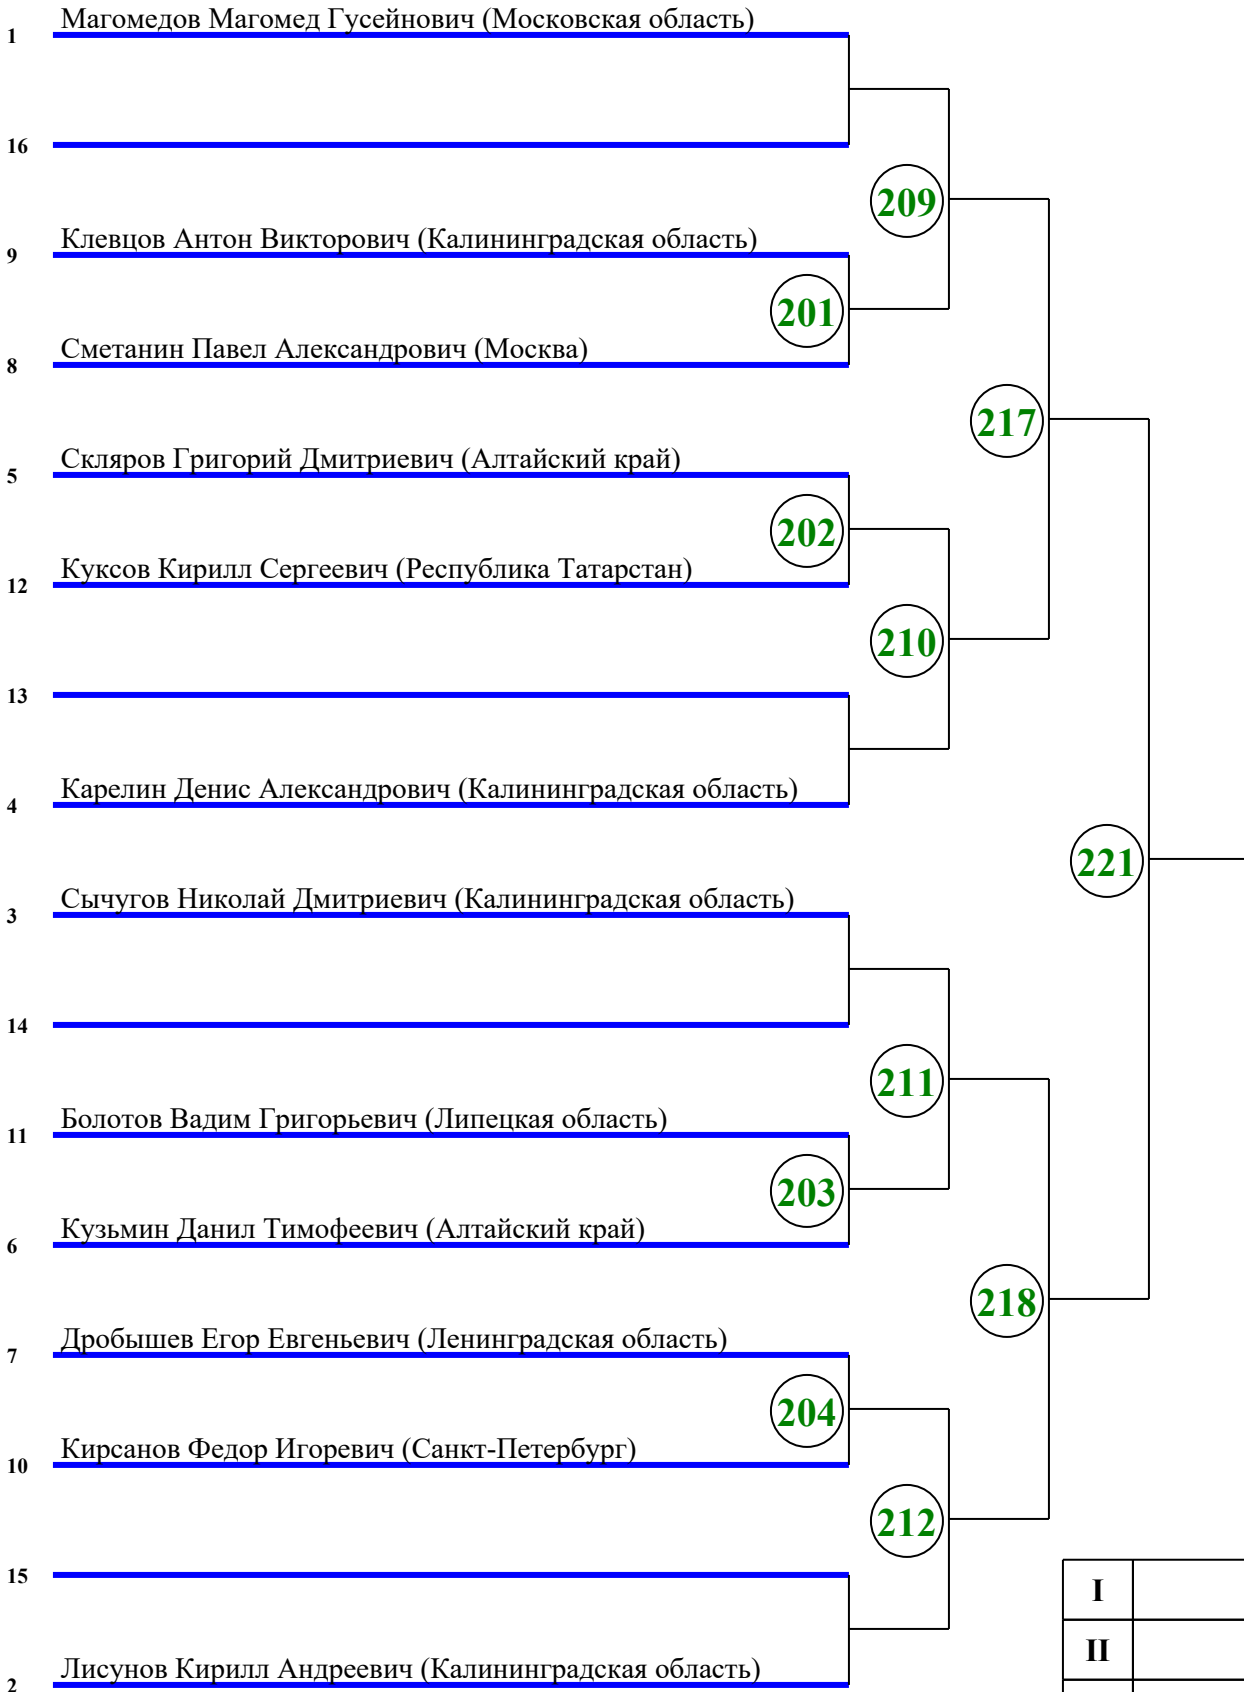 Магомедов Магомед Гусейнович (Московская область)
1
16
209
Клевцов Антон Викторович (Калининградская область)
9
201
Сметанин Павел Александрович (Москва)
8
217
Скляров Григорий Дмитриевич (Алтайский край)
5
202
Куксов Кирилл Сергеевич (Республика Татарстан)
12
210
13
Карелин Денис Александрович (Калининградская область)
4
221
Сычугов Николай Дмитриевич (Калининградская область)
3
14
211
Болотов Вадим Григорьевич (Липецкая область)
11
203
Кузьмин Данил Тимофеевич (Алтайский край)
6
218
Дробышев Егор Евгеньевич (Ленинградская область)
7
204
Кирсанов Федор Игоревич (Санкт-Петербург)
10
212
15
I
II
Лисунов Кирилл Андреевич (Калининградская область)
2